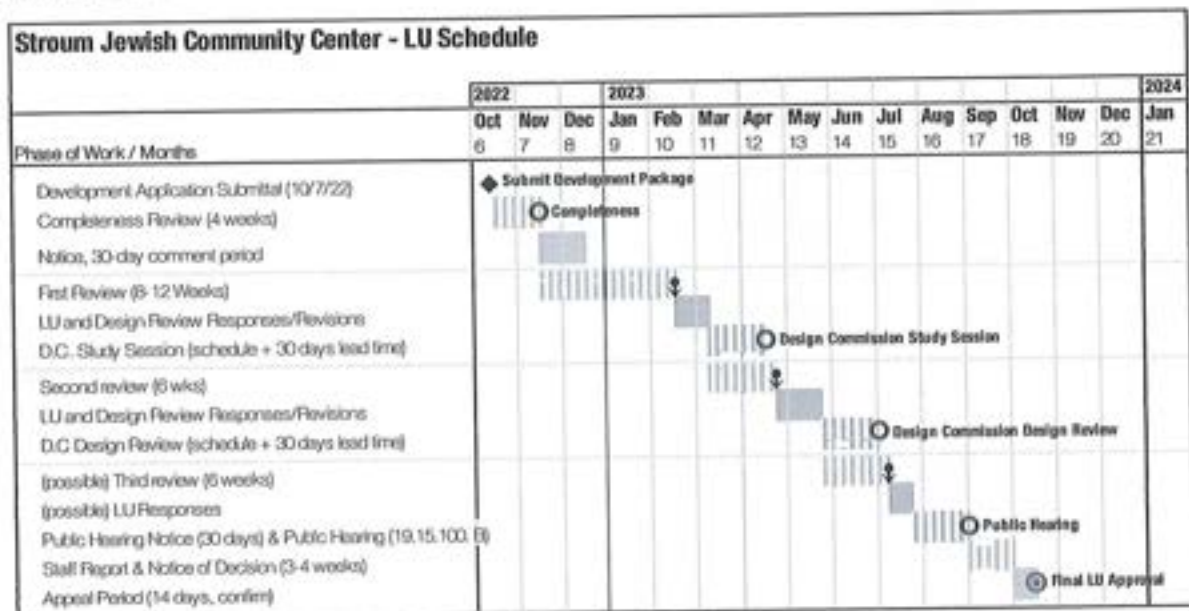 Stroum Jewish Community Center - LU Schedule
2022 2023 2024
Oct Nov Dec Jan Feb Mar Apr May Jun Jul Aug Sep Oct Nov Dec Jan
Phase of Work / Months 6 7 8 9 10 11 12 13 14 15 16 17 18 19 20 21
Development Application Submittal (10/7/22) Submit Development Package
Completeness Review (4 weeks) Completeness
Notice, 30-day comment period
First Review (8-12 Weeks)
LU and Design Review Responses/Revisions
D.C. Study Session (schedule + 30 days lead time) Design Commission Study Session
Second review (6 wks)
LU and Design Review Responses/Revisions
D.C Design Review (schedule + 30 days lead time) Design Commission Design Review
(possible) Third review (6 weeks)
(possible) LU Responses
Public Hearing Notice (30 days) & Public Hearing (19.15.100. B) Public Hearing
Staff Report & Notice of Decision (3-4 weeks)
Appeal Period (14 days, confirm) Final LU Approval